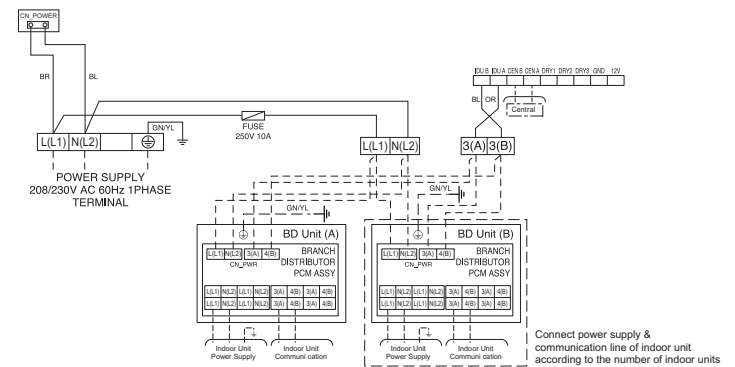 CN_POWER
BR
BL
GN/YL
L(L1) N(L2)
FUSE
250V 10A
POWER SUPPLY
208/230V AC 60Hz 1PHASE
TERMINAL
IDU B IDU A CEN B CEN A DRY1 DRY2 DRY3 GND 12V
BL OR
Central
L(L1) N(L2)
3(A) 3(B)
GN/YL
GN/YL
BD Unit (A)
L(L1) N(L2) 3(A) 4(B)
CN_PWR
BRANCH
DISTRIBUTOR
PCM ASSY
L(L1) N(L2) L(L1) N(L2) 3(A) 4(B) 3(A) 4(B)
L(L1) N(L2) L(L1) N(L2) 3(A) 4(B) 3(A) 4(B)
Indoor Unit
Power Supply
Indoor Unit
Communi cation
BD Unit (B)
L(L1) N(L2) 3(A) 4(B)
CN_PWR
BRANCH
DISTRIBUTOR
PCM ASSY
L(L1) N(L2) L(L1) N(L2) 3(A) 4(B) 3(A) 4(B)
L(L1) N(L2) L(L1) N(L2) 3(A) 4(B) 3(A) 4(B)
Indoor Unit
Power Supply
Indoor Unit
Communi cation
Connect power supply &
communication line of indoor unit
according to the number of indoor units